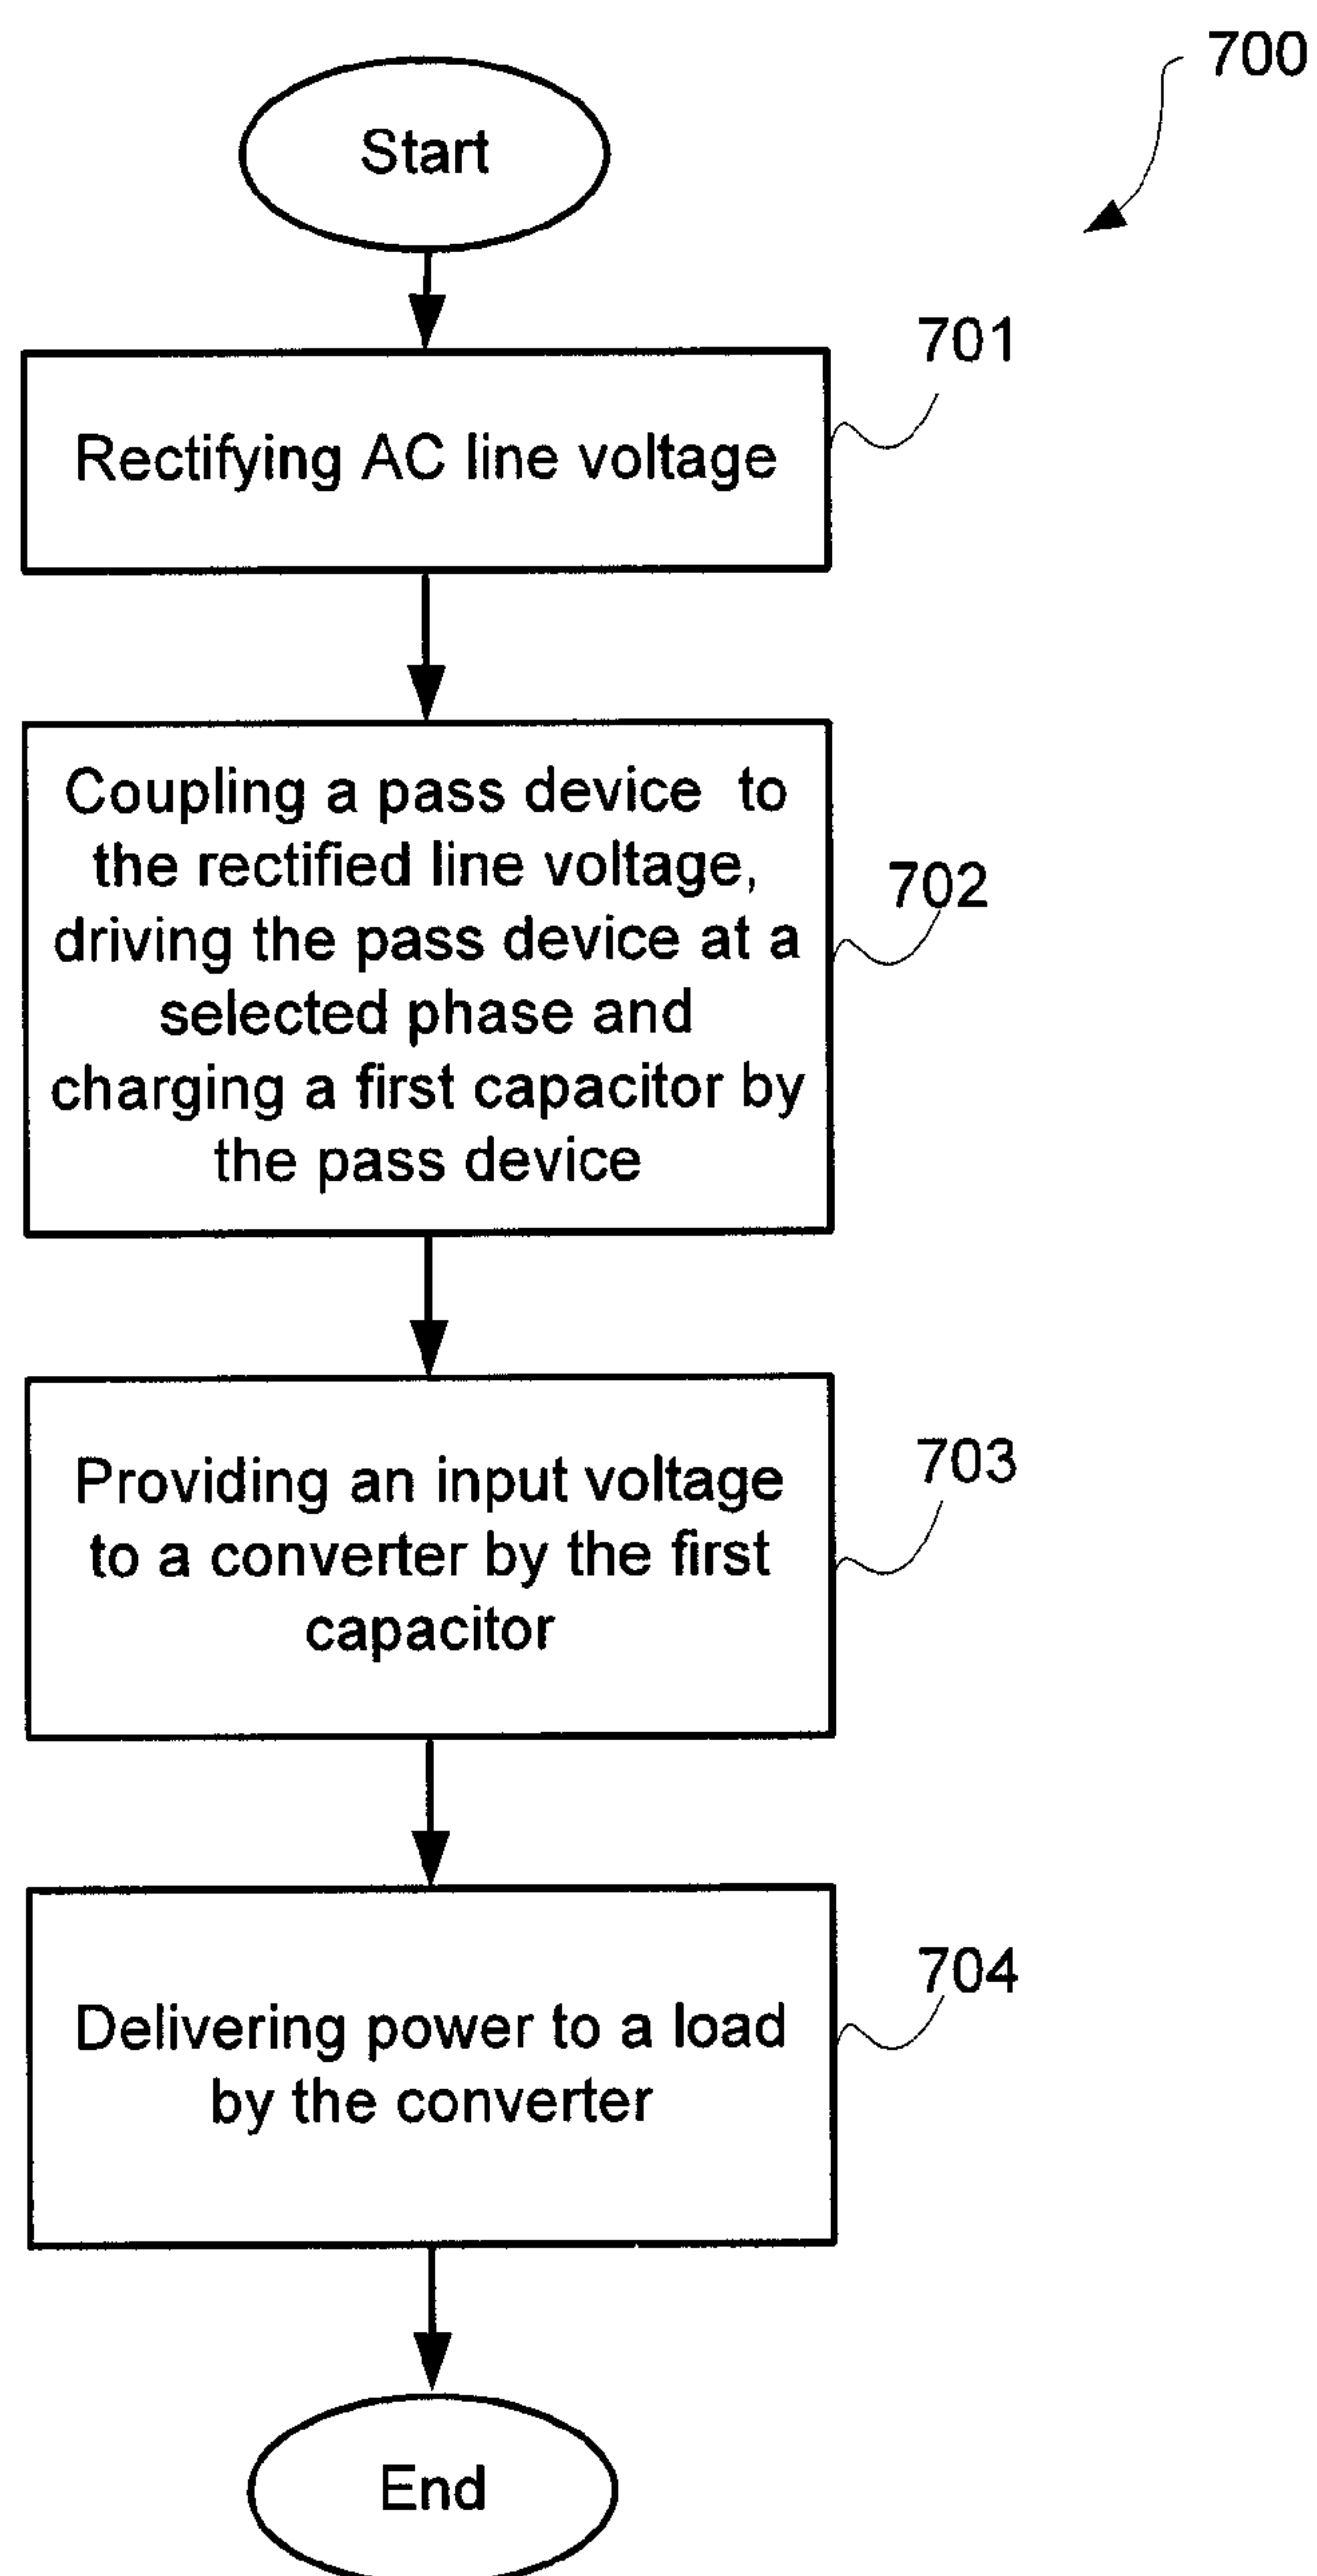 700
Start
701
Rectifying AC line voltage
Coupling a pass device to
the rectified line voltage,
702
driving the pass device at a
selected phase and
charging a first capacitor by
the pass device
703
Providing an input voltage
to a converter by the first
capacitor
704
Delivering power to a load
by the converter
End